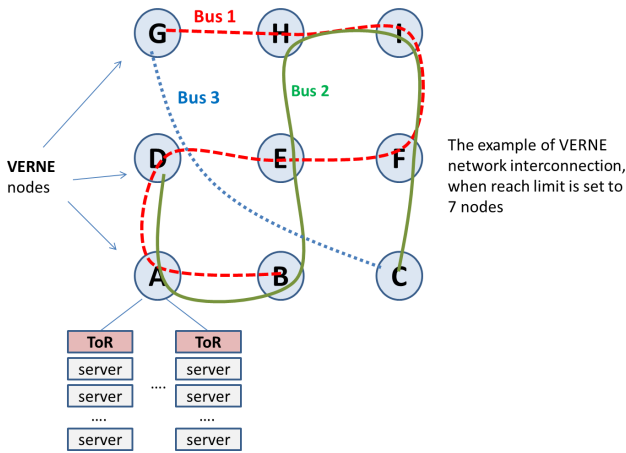 Bus 1
G
H
I
Bus 3
Bus 2
VERNE
nodes
D
E
F
The example of VERNE
network interconnection,
when reach limit is set to
7 nodes
A
B
C
ToR
ToR
server
server
....
server
server
....
....
server
server